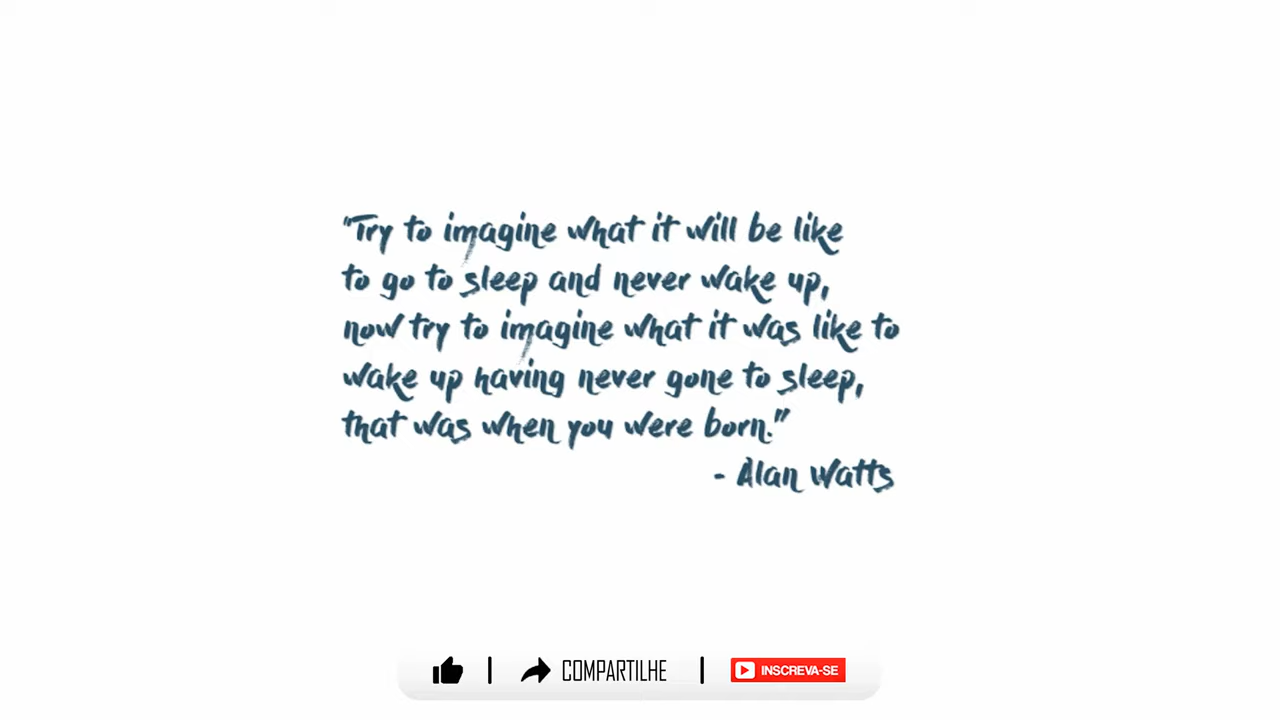 "Try to imagine what it will be like
to go to sleep and never wake up,
now try to imagine what it was like to
wake up having never gone to sleep,
that was when you were born."
- Alan Watts
COMPARTILHE
INSCREVA-SE